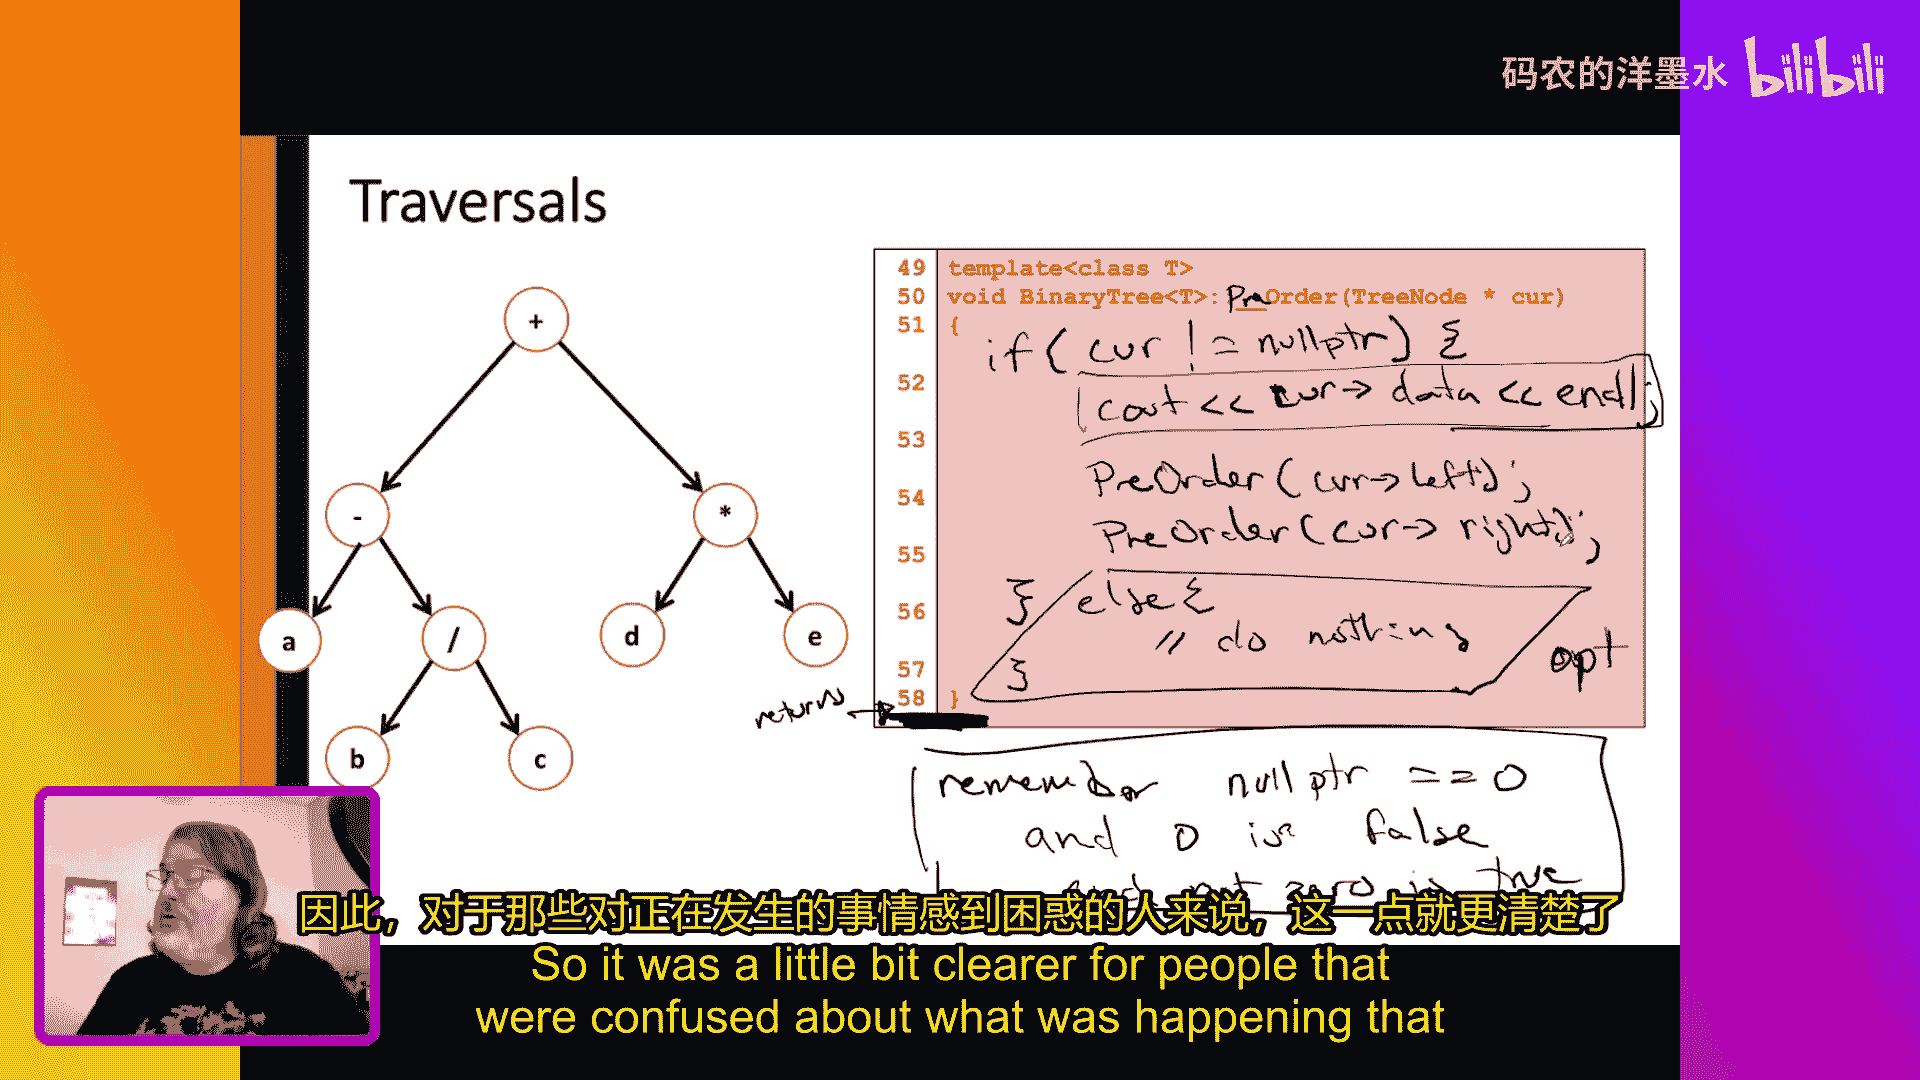 码农的洋墨水 bilibili
Traversals
+
-
*
a
/
d
e
b
c
49 template<class T>
50 void BinaryTree<T>: PreOrder(TreeNode * cur)
51 {
if( cur != nullptr) {
52
cout << cur-> data << endl;
53
PreOrder(cur->left);
54
PreOrder(cur-> right);
55
56
} else {
// do nothing
opt
57
}
58 }
returns
remember nullptr == 0
and 0 is false
and not zero is true
因此，对于那些对正在发生的事情感到困惑的人来说，这一点就更清楚了
So it was a little bit clearer for people that
were confused about what was happening that